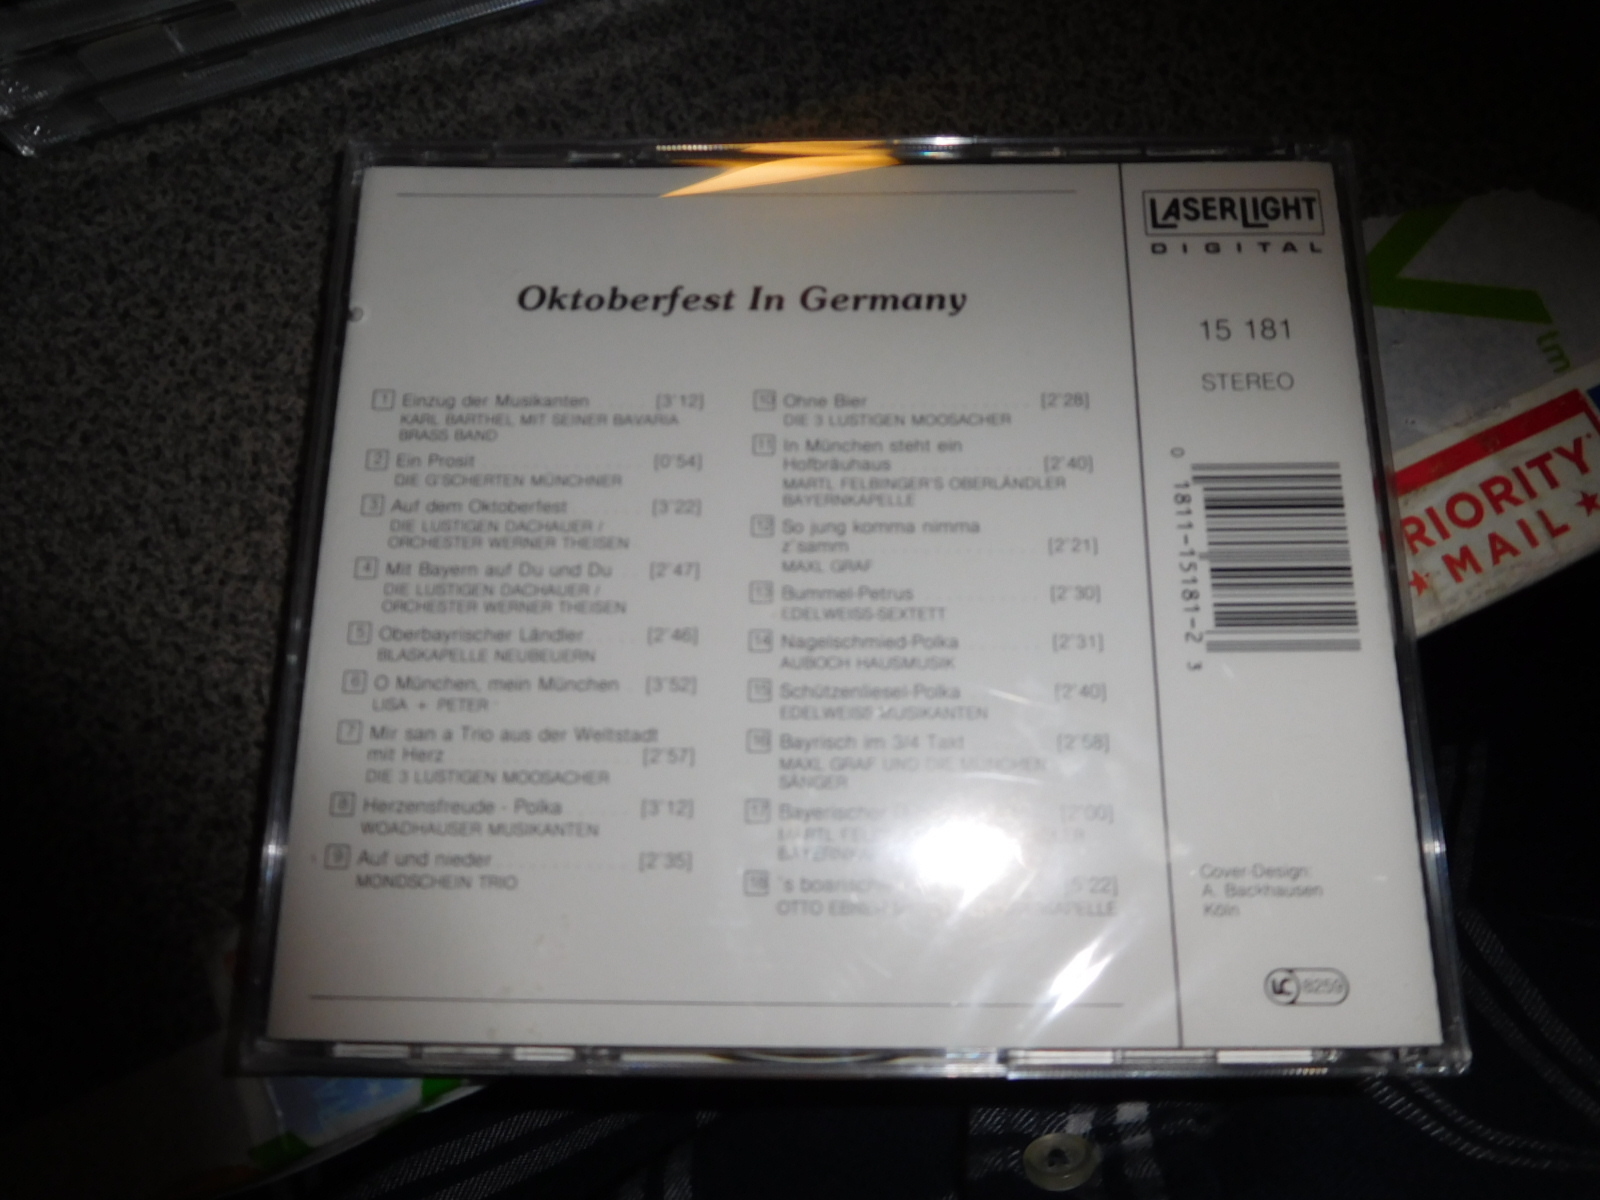 Oktoberfest In Germany
1 Einzug der Musikanten [3'12]
KARL BARTHEL MIT SEINER BAVARIA
BRASS BAND
2 Ein Prosit [0'54]
DIE G'SCHERTEN MÜNCHNER
3 Auf dem Oktoberfest [3'22]
DIE LUSTIGEN DACHAUER /
ORCHESTER WERNER THEISEN
4 Mit Bayern auf Du und Du [2'47]
DIE LUSTIGEN DACHAUER /
ORCHESTER WERNER THEISEN
5 Oberbayrischer Ländler [2'46]
BLASKAPELLE NEUBEUERN
6 O München, mein München [3'52]
LISA + PETER
7 Mir san a Trio aus der Weltstadt
mit Herz [2'57]
DIE 3 LUSTIGEN MOOSACHER
8 Herzensfreude - Polka [3'12]
WOADHAUSER MUSIKANTEN
9 Auf und nieder [2'35]
MONDSCHEIN TRIO
10 Ohne Bier [2'28]
DIE 3 LUSTIGEN MOOSACHER
11 In München steht ein
Hofbräuhaus [2'40]
MARTL FELBINGER'S OBERLÄNDLER
BAYERNKAPELLE
12 So jung komma nimma
z'samm [2'21]
MAXL GRAF
13 Bummel-Petrus [2'30]
EDELWEISS-SEXTETT
14 Nagelschmied-Polka [2'31]
AUBOCH HAUSMUSIK
15 Schützenliesel-Polka [2'40]
EDELWEISS MUSIKANTEN
16 Bayrisch im 3/4 Takt [2'58]
MAXL GRAF UND DIE MÜNCHEN
SÄNGER
17 Bayerischer [2'00]
MARTL
18 's [5'22]
OTTO EBNER
LASERLIGHT
DIGITAL
15 181
STEREO
0 1811-15181-2 3
Cover-Design:
A. Backhausen
Köln
LC 8259
tm
PRIORITY
★ MAIL ★